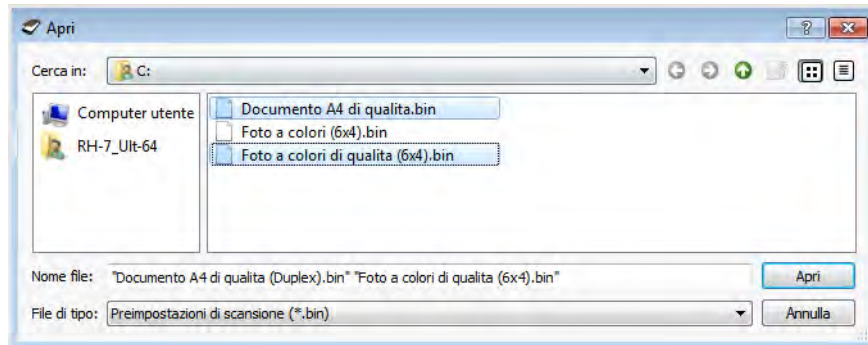 Apri
Cerca in: C:
Computer utente
RH-7_Ult-64
Documento A4 di qualita.bin
Foto a colori (6x4).bin
Foto a colori di qualita (6x4).bin
Nome file: "Documento A4 di qualita (Duplex).bin" "Foto a colori di qualita (6x4).bin" Apri
File di tipo: Preimpostazioni di scansione (*.bin) Annulla